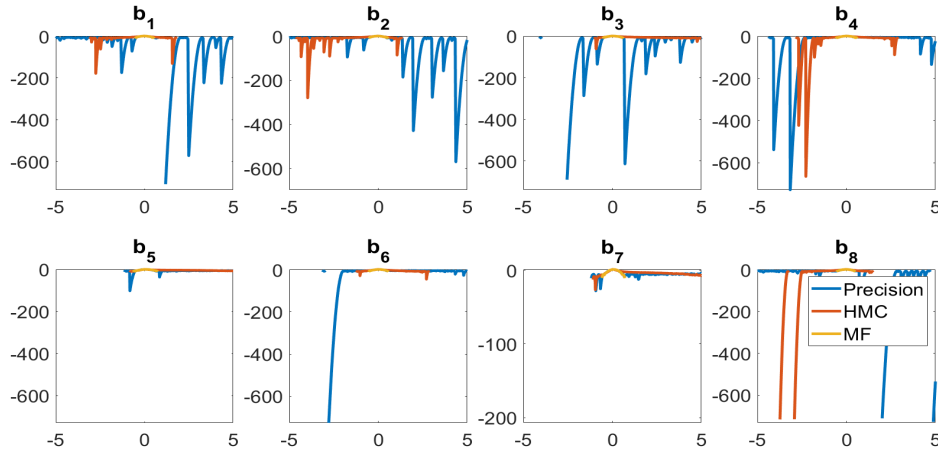 b1 b2 b3 b4
0 0 0 0
-200 -200 -200 -200
-400 -400 -400 -400
-600 -600 -600 -600
-5 0 5 -5 0 5 -5 0 5 -5 0 5
b5 b6 b7 b8
0 0 0 0
-200 -200 -50 -200
-400 -400 -100 -400
-600 -600 -150 -600
-200
-5 0 5 -5 0 5 -5 0 5 -5 0 5
Precision
HMC
MF